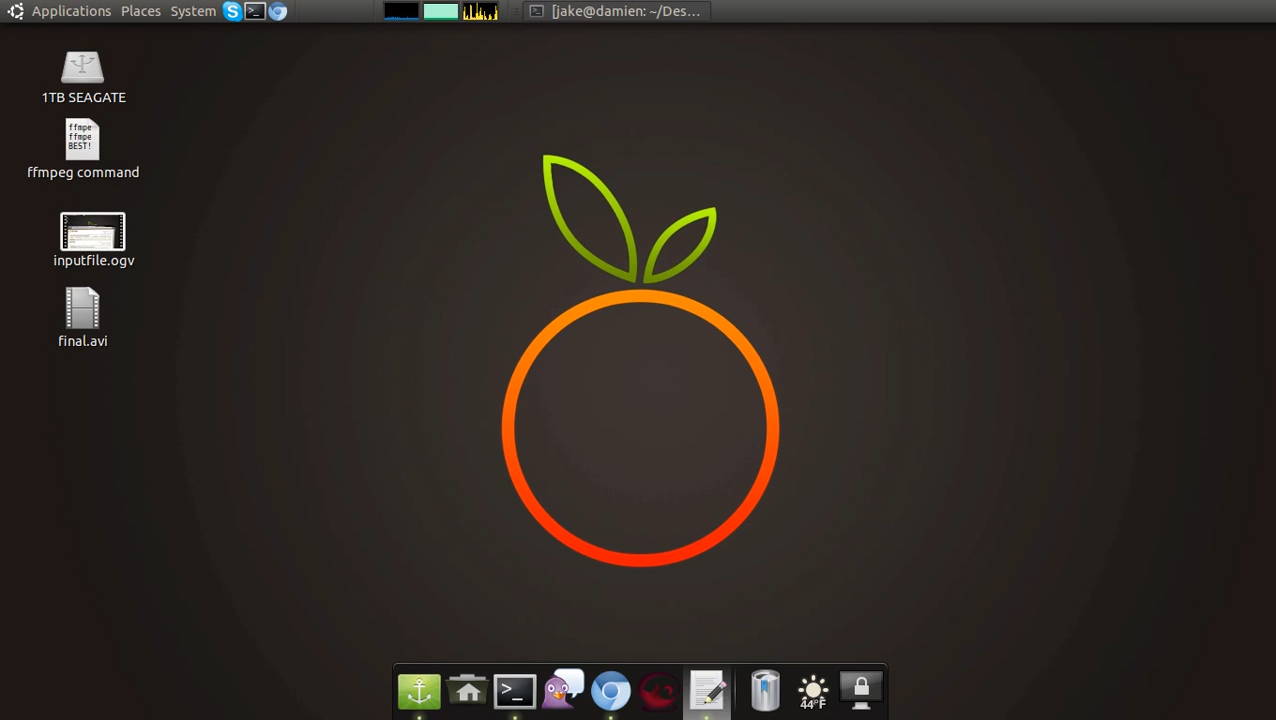 Applications Places System [jake@damien: ~/Des...
1TB SEAGATE
ffmpe
ffmpe
BEST!
ffmpeg command
inputfile.ogv
final.avi
44°F